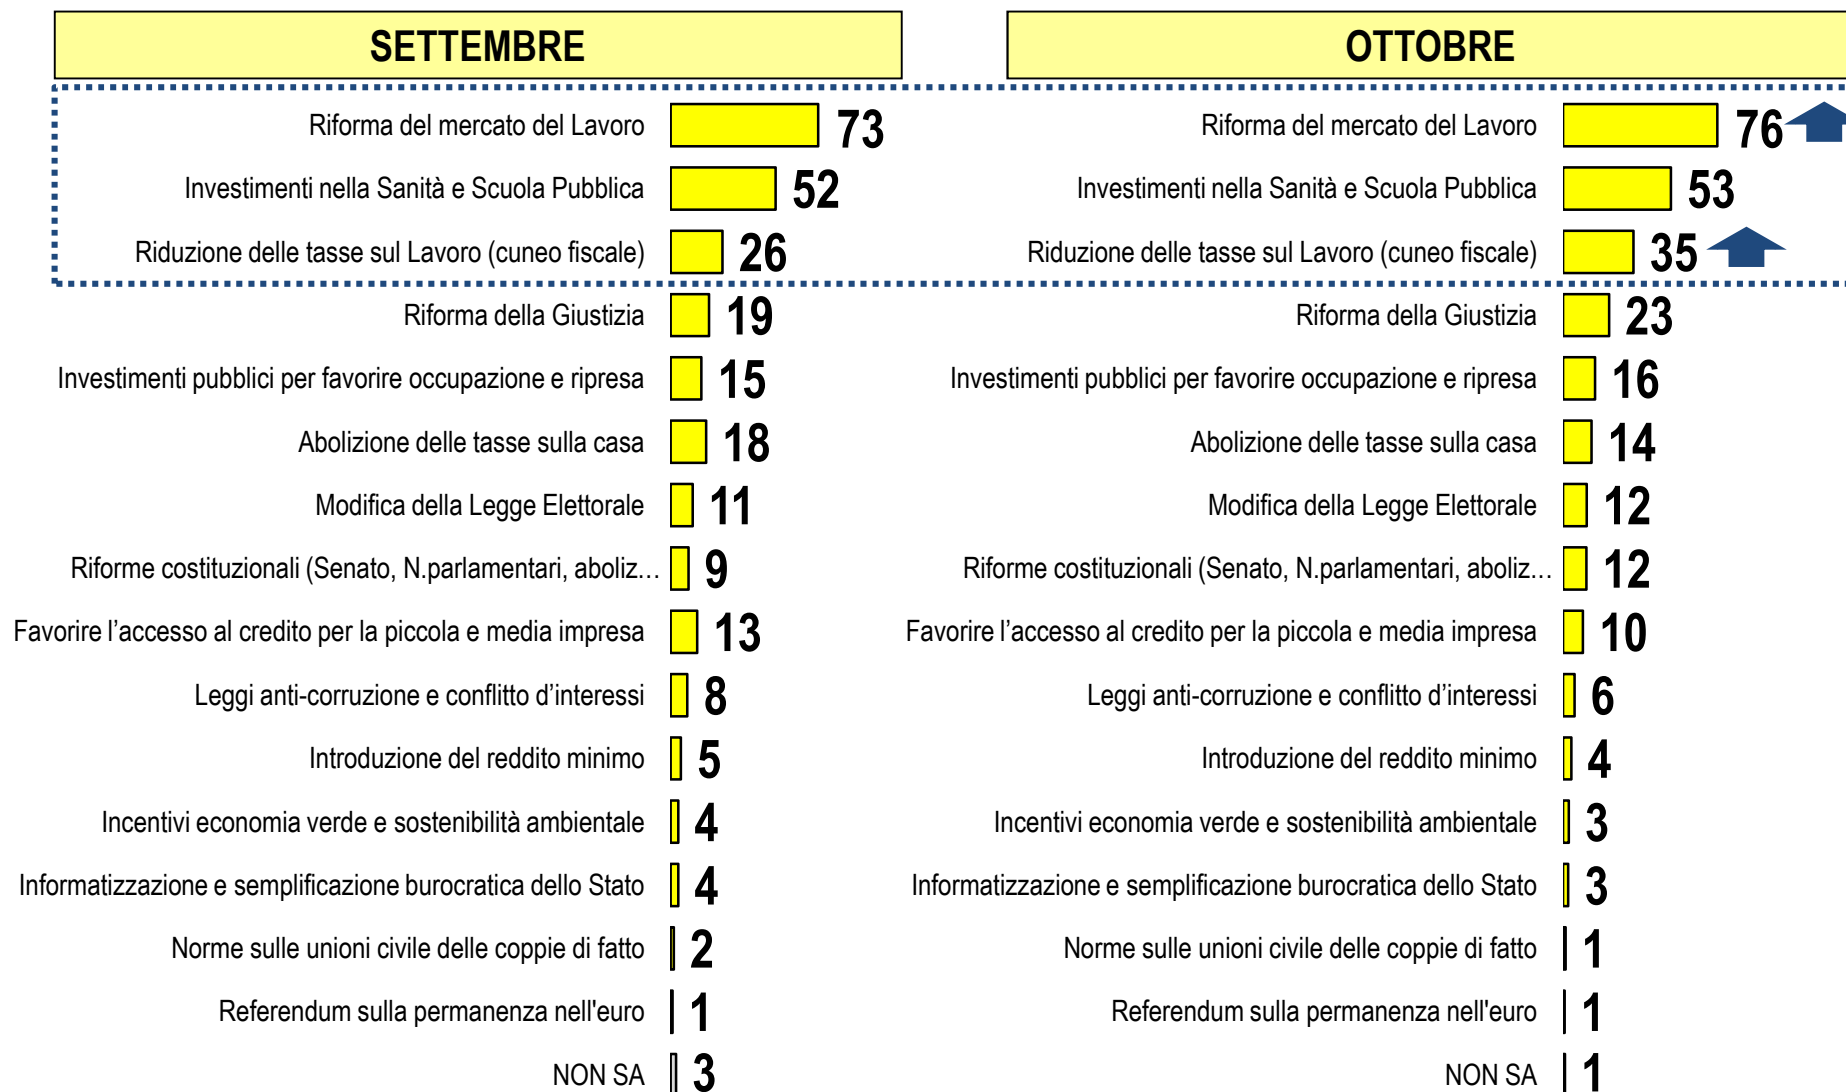 SETTEMBRE
Riforma del mercato del Lavoro 73
Investimenti nella Sanità e Scuola Pubblica 52
Riduzione delle tasse sul Lavoro (cuneo fiscale) 26
Riforma della Giustizia 19
Investimenti pubblici per favorire occupazione e ripresa 15
Abolizione delle tasse sulla casa 18
Modifica della Legge Elettorale 11
Riforme costituzionali (Senato, N.parlamentari, aboliz… 9
Favorire l’accesso al credito per la piccola e media impresa 13
Leggi anti-corruzione e conflitto d’interessi 8
Introduzione del reddito minimo 5
Incentivi economia verde e sostenibilità ambientale 4
Informatizzazione e semplificazione burocratica dello Stato 4
Norme sulle unioni civile delle coppie di fatto 2
Referendum sulla permanenza nell'euro 1
NON SA 3
OTTOBRE
Riforma del mercato del Lavoro 76
Investimenti nella Sanità e Scuola Pubblica 53
Riduzione delle tasse sul Lavoro (cuneo fiscale) 35
Riforma della Giustizia 23
Investimenti pubblici per favorire occupazione e ripresa 16
Abolizione delle tasse sulla casa 14
Modifica della Legge Elettorale 12
Riforme costituzionali (Senato, N.parlamentari, aboliz… 12
Favorire l’accesso al credito per la piccola e media impresa 10
Leggi anti-corruzione e conflitto d’interessi 6
Introduzione del reddito minimo 4
Incentivi economia verde e sostenibilità ambientale 3
Informatizzazione e semplificazione burocratica dello Stato 3
Norme sulle unioni civile delle coppie di fatto 1
Referendum sulla permanenza nell'euro 1
NON SA 1